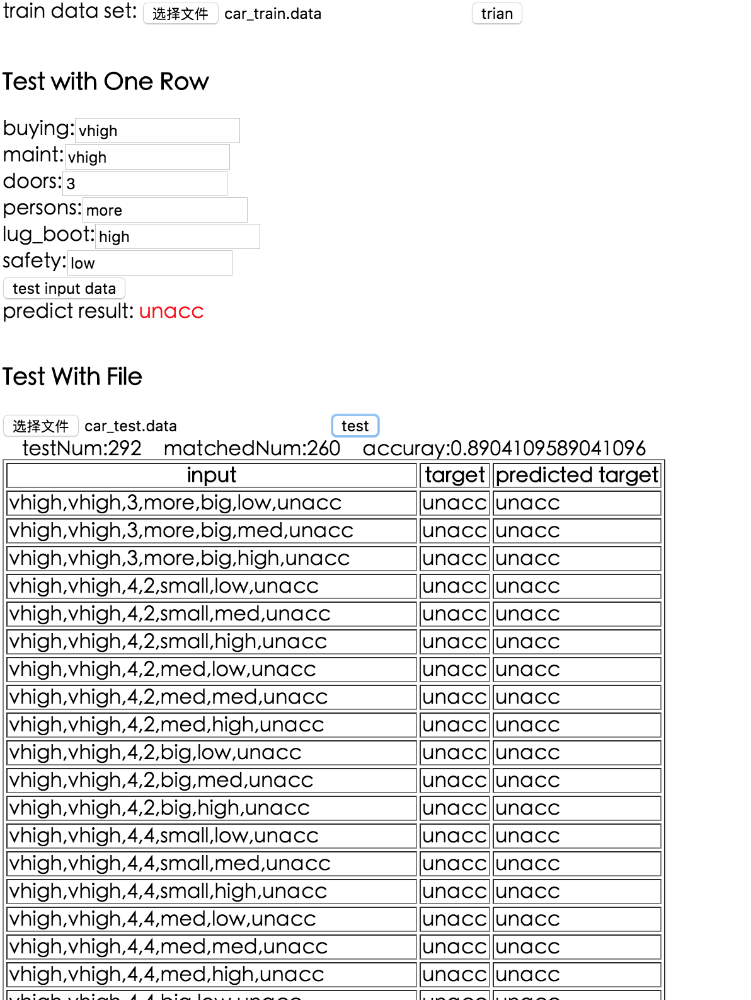 train data set: 选择文件 car_train.data trian
Test with One Row
buying: vhigh
maint: vhigh
doors: 3
persons: more
lug_boot: high
safety: low
test input data
predict result: unacc
Test With File
选择文件 car_test.data test
testNum:292 matchedNum:260 accuray:0.8904109589041096
input target predicted target
vhigh,vhigh,3,more,big,low,unacc unacc unacc
vhigh,vhigh,3,more,big,med,unacc unacc unacc
vhigh,vhigh,3,more,big,high,unacc unacc unacc
vhigh,vhigh,4,2,small,low,unacc unacc unacc
vhigh,vhigh,4,2,small,med,unacc unacc unacc
vhigh,vhigh,4,2,small,high,unacc unacc unacc
vhigh,vhigh,4,2,med,low,unacc unacc unacc
vhigh,vhigh,4,2,med,med,unacc unacc unacc
vhigh,vhigh,4,2,med,high,unacc unacc unacc
vhigh,vhigh,4,2,big,low,unacc unacc unacc
vhigh,vhigh,4,2,big,med,unacc unacc unacc
vhigh,vhigh,4,2,big,high,unacc unacc unacc
vhigh,vhigh,4,4,small,low,unacc unacc unacc
vhigh,vhigh,4,4,small,med,unacc unacc unacc
vhigh,vhigh,4,4,small,high,unacc unacc unacc
vhigh,vhigh,4,4,med,low,unacc unacc unacc
vhigh,vhigh,4,4,med,med,unacc unacc unacc
vhigh,vhigh,4,4,med,high,unacc unacc unacc
vhigh,vhigh,4,4,big,low,unacc unacc unacc